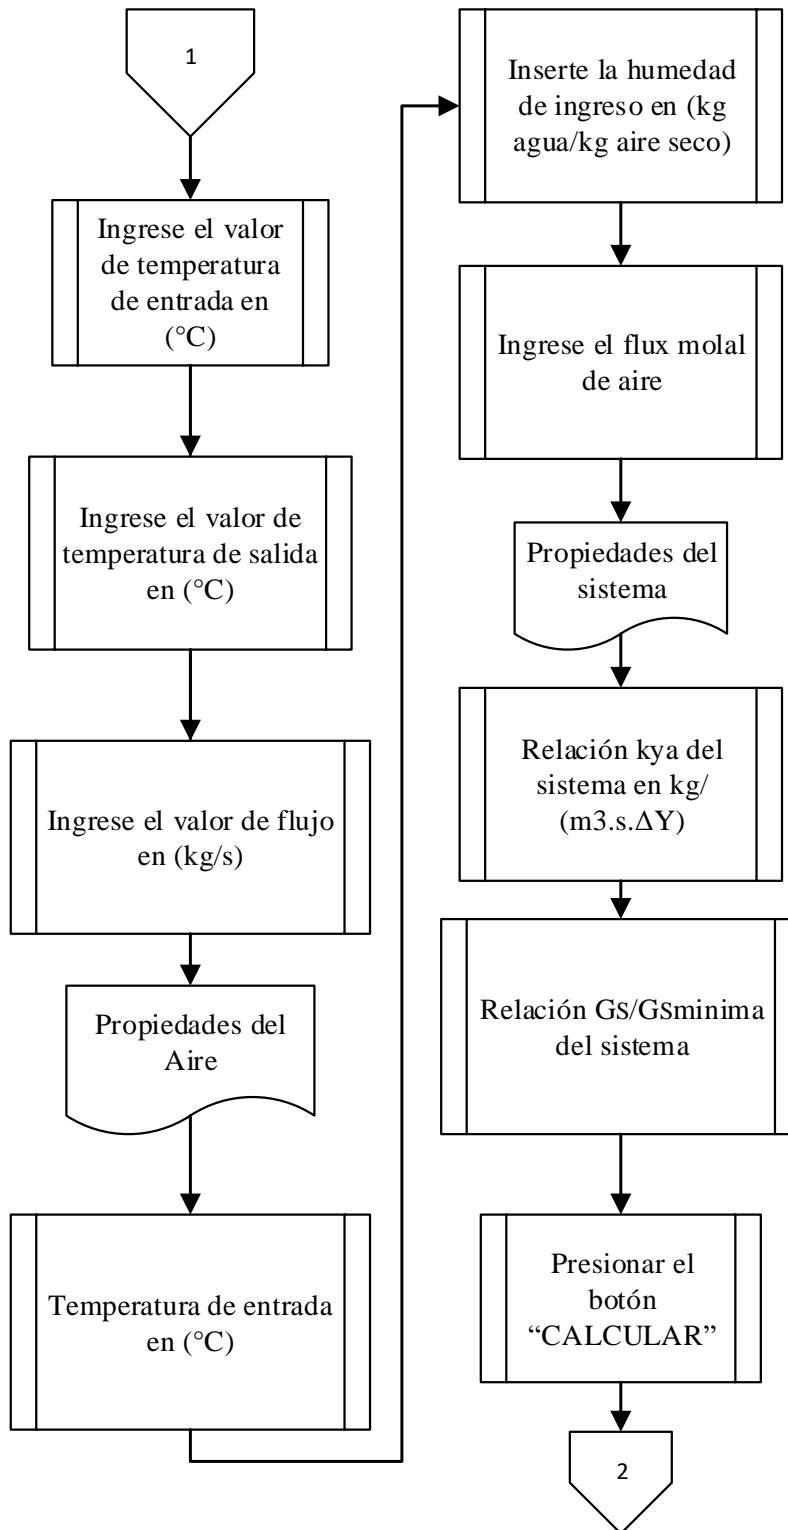 1
Ingrese el valor
de temperatura
de entrada en
(°C)
Ingrese el valor de
temperatura de salida
en (°C)
Ingrese el valor de flujo
en (kg/s)
Propiedades del
Aire
Temperatura de entrada
en (°C)
Inserte la humedad
de ingreso en (kg
agua/kg aire seco)
Ingrese el flux molal
de aire
Propiedades del
sistema
Relación kya del
sistema en kg/
(m3.s.ΔY)
Relación GS/GSminima
del sistema
Presionar el
botón
“CALCULAR”
2